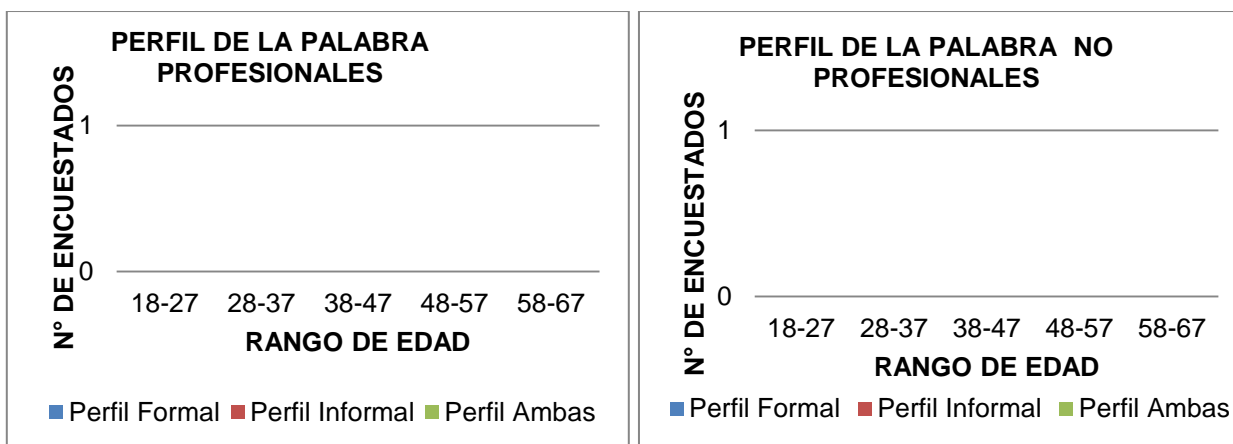 PERFIL DE LA PALABRA
PROFESIONALES
N° DE ENCUESTADOS
1
0
18-27 28-37 38-47 48-57 58-67
RANGO DE EDAD
Perfil Formal Perfil Informal Perfil Ambas
PERFIL DE LA PALABRA NO
PROFESIONALES
N° DE ENCUESTADOS
1
0
18-27 28-37 38-47 48-57 58-67
RANGO DE EDAD
Perfil Formal Perfil Informal Perfil Ambas